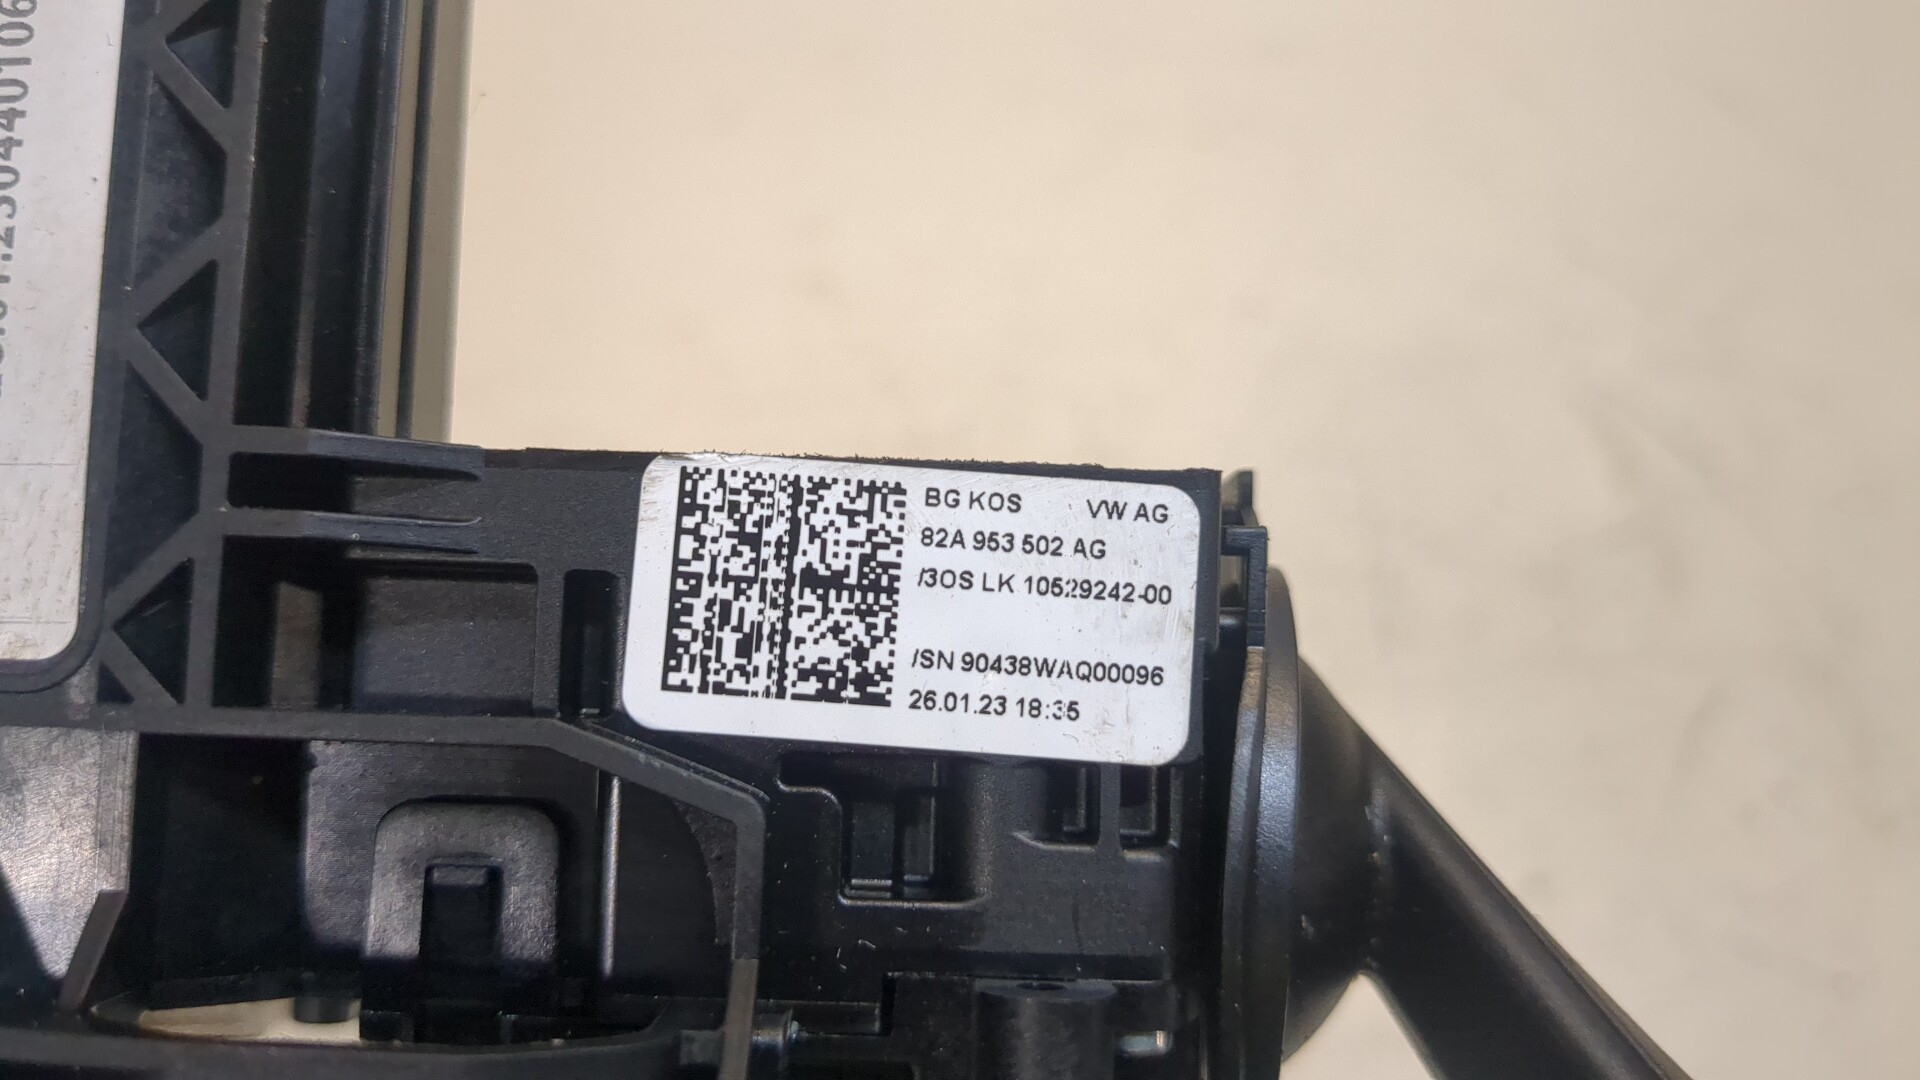 BG KOS VW AG
82A 953 502 AG
/3OS LK 10529242-00
/SN 90438WAQ00096
26.01.23 18:35